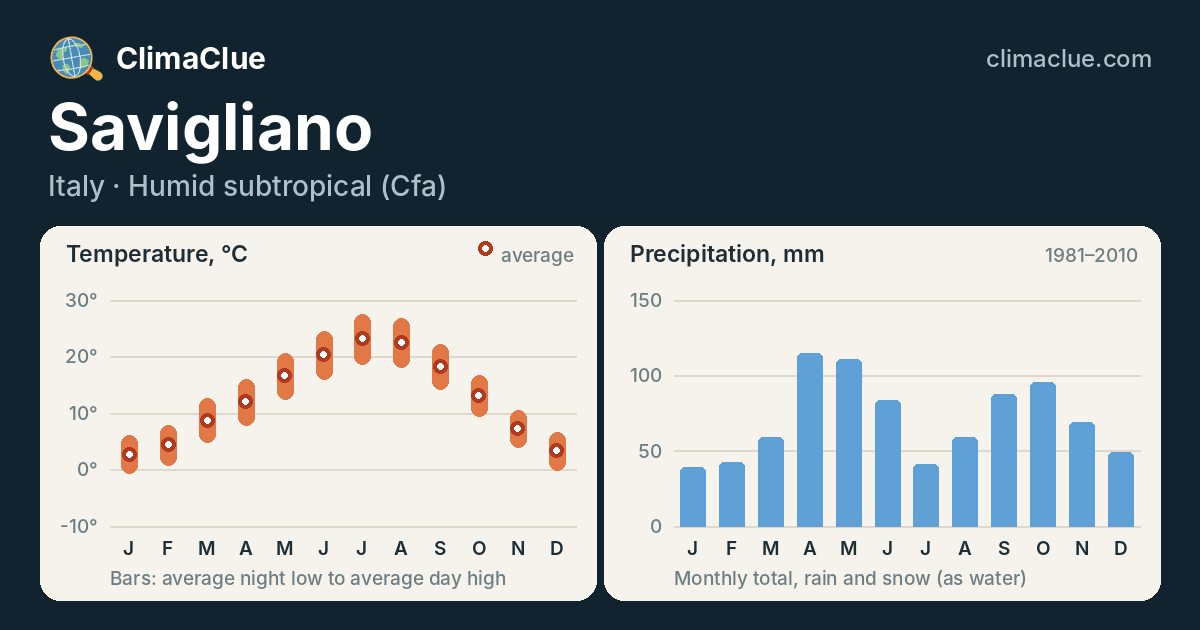 ClimaClue
climaclue.com
Savigliano
Italy · Humid subtropical (Cfa)
Temperature, °C
average
30°
20°
10°
0°
-10°
J F M A M J J A S O N D
Bars: average night low to average day high
Precipitation, mm
1981–2010
150
100
50
0
J F M A M J J A S O N D
Monthly total, rain and snow (as water)